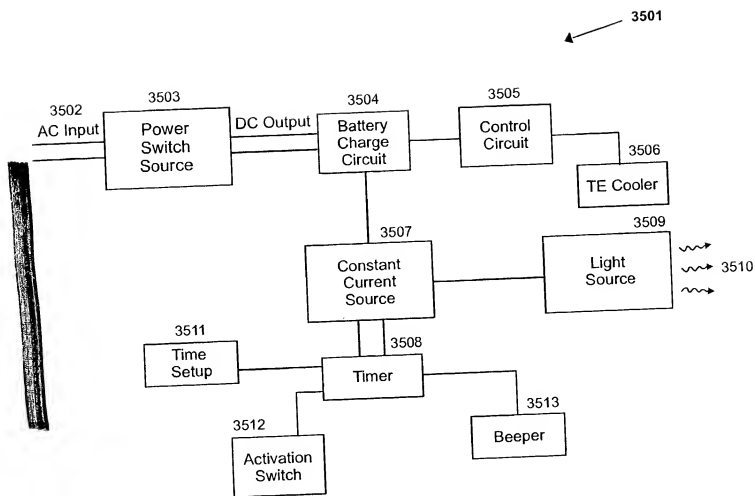 3501
3502
AC Input
3503
Power
Switch
Source
DC Output
3504
Battery
Charge
Circuit
3505
Control
Circuit
3506
TE Cooler
3507
Constant
Current
Source
3509
Light
Source
3510
3511
Time
Setup
3508
Timer
3512
Activation
Switch
3513
Beeper